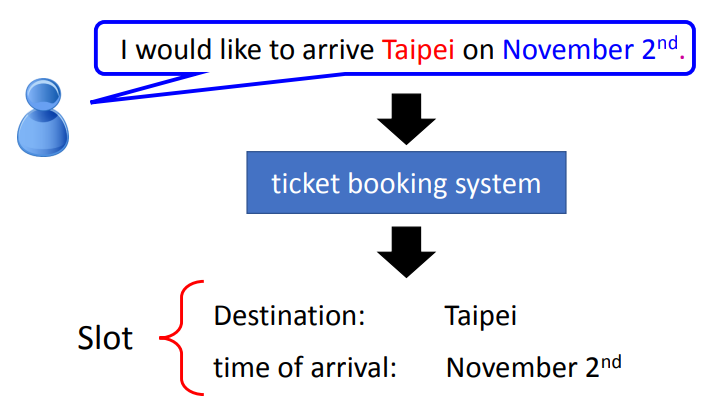 I would like to arrive Taipei on November 2nd.
ticket booking system
Slot
Destination: Taipei
time of arrival: November 2nd